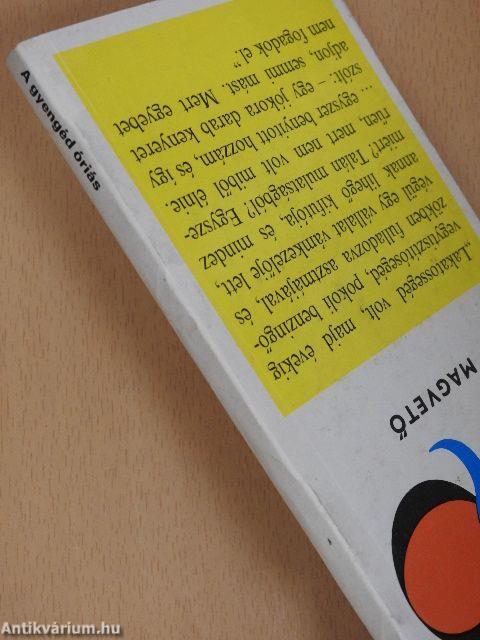 A gyengéd óriás
„Lakatossegéd volt, majd évekig
vegytisztítósegéd, pokoli benzingő-
zökben fuldokolva asztmájával, és
végül egy vállalat vámkezelője lett,
annak lihegő kifutója, és mindez
miért? Talán mulatságból? Egysze-
rűen, mert nem volt miből élnie.
... egyszer benyitott hozzám, és így
szólt: – egy jókora darab kenyeret
adjon, semmi mást. Mert egyebet
nem fogadok el.”
MAGVETŐ
Antikvárium.hu